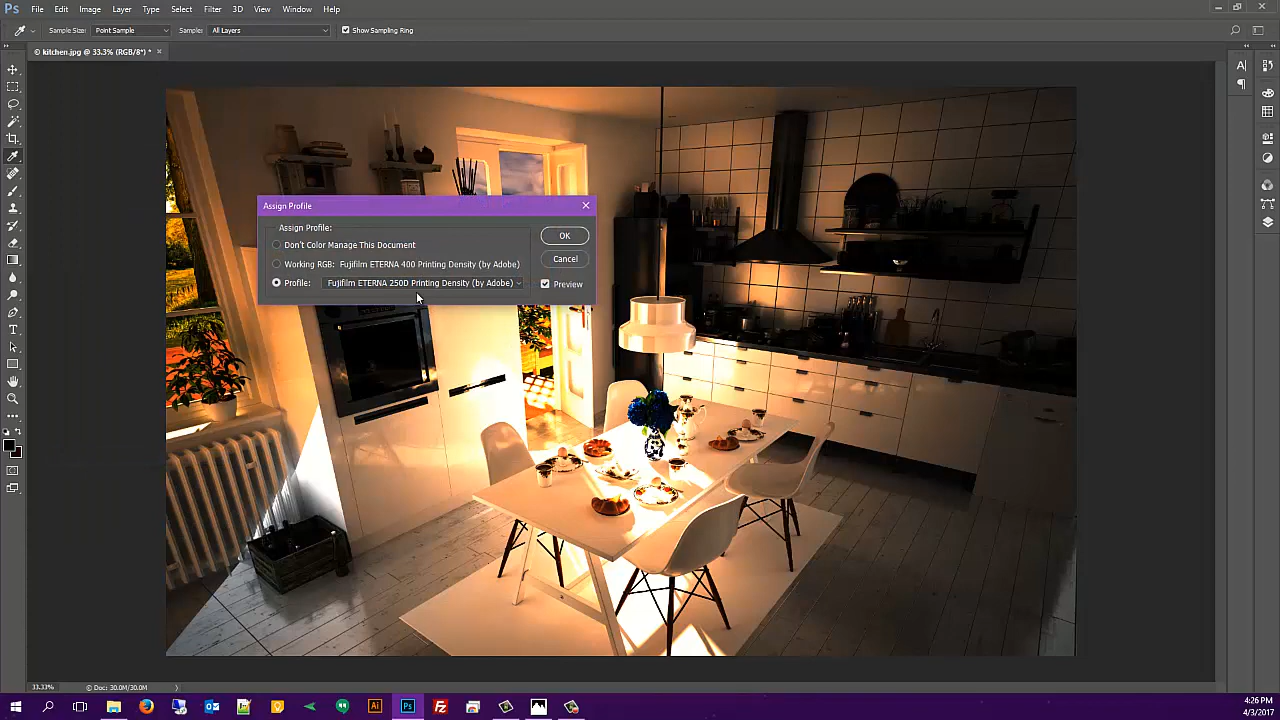 Ps File Edit Image Layer Type Select Filter 3D View Window Help
Sample Size: Point Sample Sample: All Layers Show Sampling Ring
© kitchen.jpg @ 33.3% (RGB/8*) * ×
Assign Profile
Assign Profile:
Don't Color Manage This Document
Working RGB: Fujifilm ETERNA 400 Printing Density (by Adobe)
Profile: Fujifilm ETERNA 250D Printing Density (by Adobe)
OK
Cancel
Preview
33.33% © Doc: 30.0M/30.0M
Ai Ps Fz
4:26 PM
4/3/2017